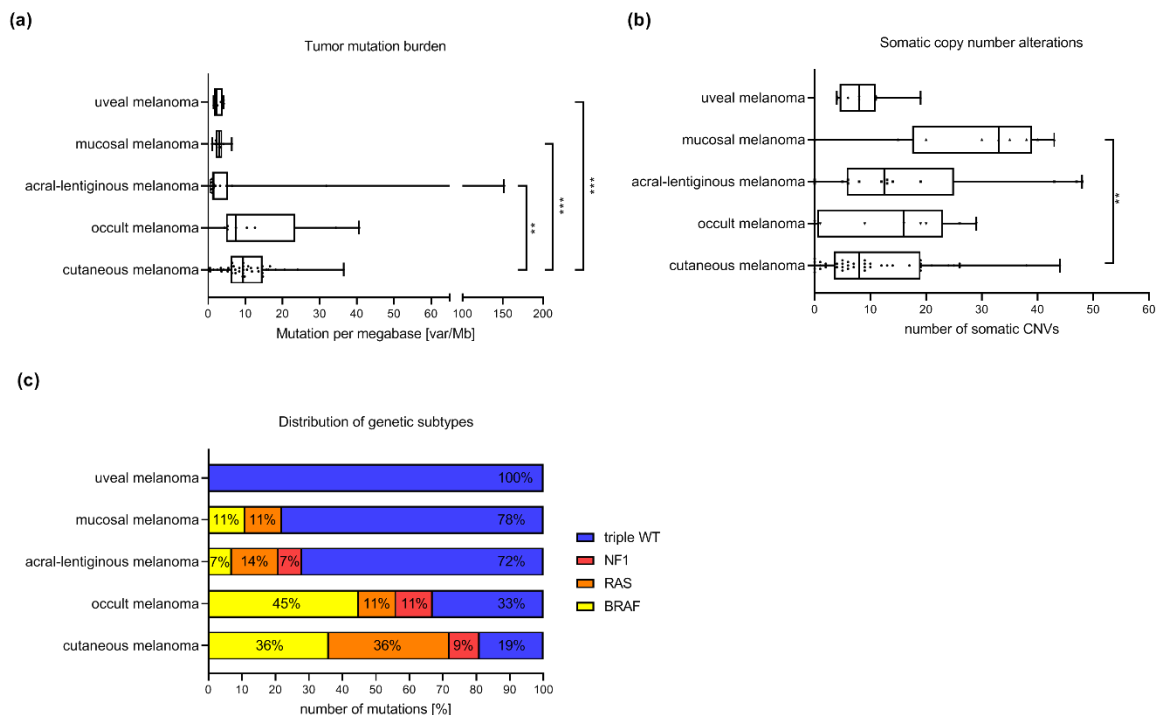 (a)
Tumor mutation burden
uveal melanoma
mucosal melanoma
acral-lentiginous melanoma
occult melanoma
cutaneous melanoma
0 10 20 30 40 50 60 100 200
Mutation per megabase [var/Mb]
**
***
***
(b)
Somatic copy number alterations
uveal melanoma
mucosal melanoma
acral-lentiginous melanoma
occult melanoma
cutaneous melanoma
0 10 20 30 40 50 60
number of somatic CNVs
**
(c)
Distribution of genetic subtypes
uveal melanoma 100%
mucosal melanoma 11% 11% 78%
acral-lentiginous melanoma 7% 14% 7% 72%
occult melanoma 45% 11% 11% 33%
cutaneous melanoma 36% 36% 9% 19%
0 10 20 30 40 50 60 70 80 90 100
number of mutations [%]
triple WT
NF1
RAS
BRAF